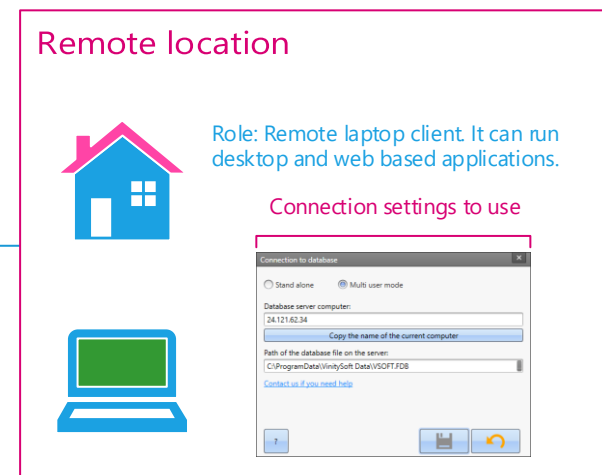 Remote location
Role: Remote laptop client. It can run
desktop and web based applications.
Connection settings to use
Connection to database
Stand alone Multi user mode
Database server computer:
24.121.62.34
Copy the name of the current computer
Path of the database file on the server:
C:\ProgramData\VinitySoft Data\VSOFT.FDB
Contact us if you need help
?